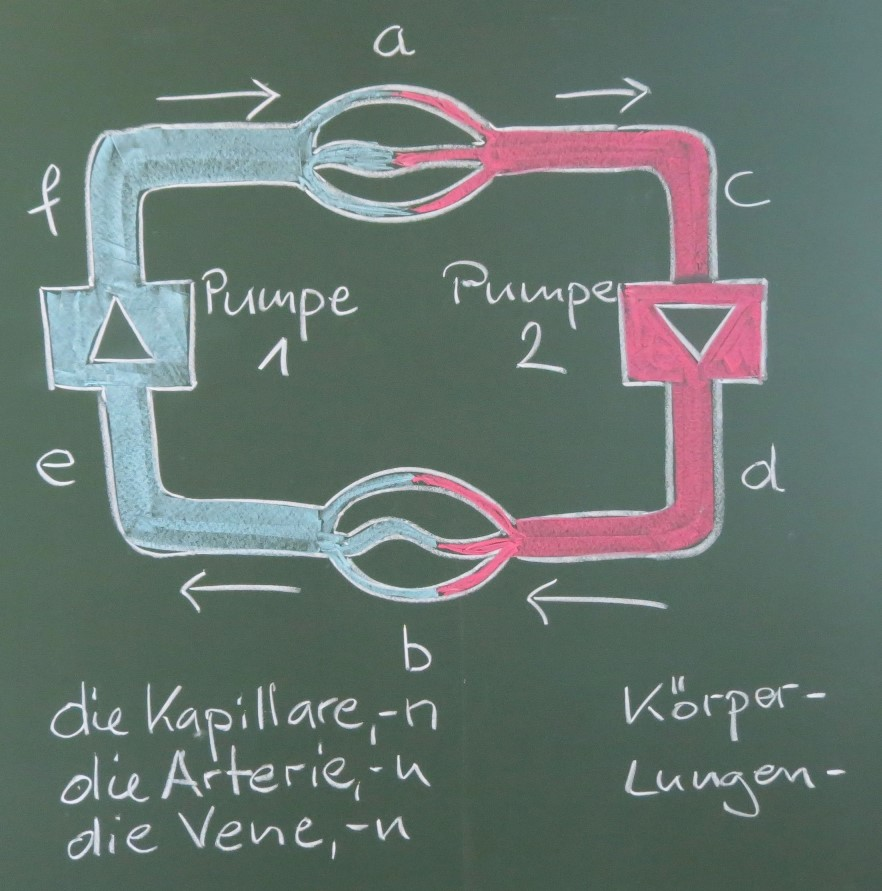 a
f
c
Pumpe
1
Pumpe
2
e
d
b
die Kapillare,-n
die Arterie,-n
die Vene,-n
Körper-
Lungen-